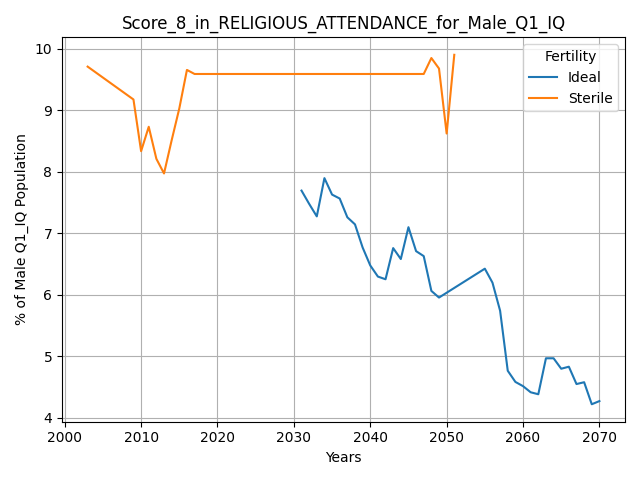 Score_8_in_RELIGIOUS_ATTENDANCE_for_Male_Q1_IQ
% of Male Q1_IQ Population
10
9
8
7
6
5
4
Fertility
Ideal
Sterile
2000 2010 2020 2030 2040 2050 2060 2070
Years